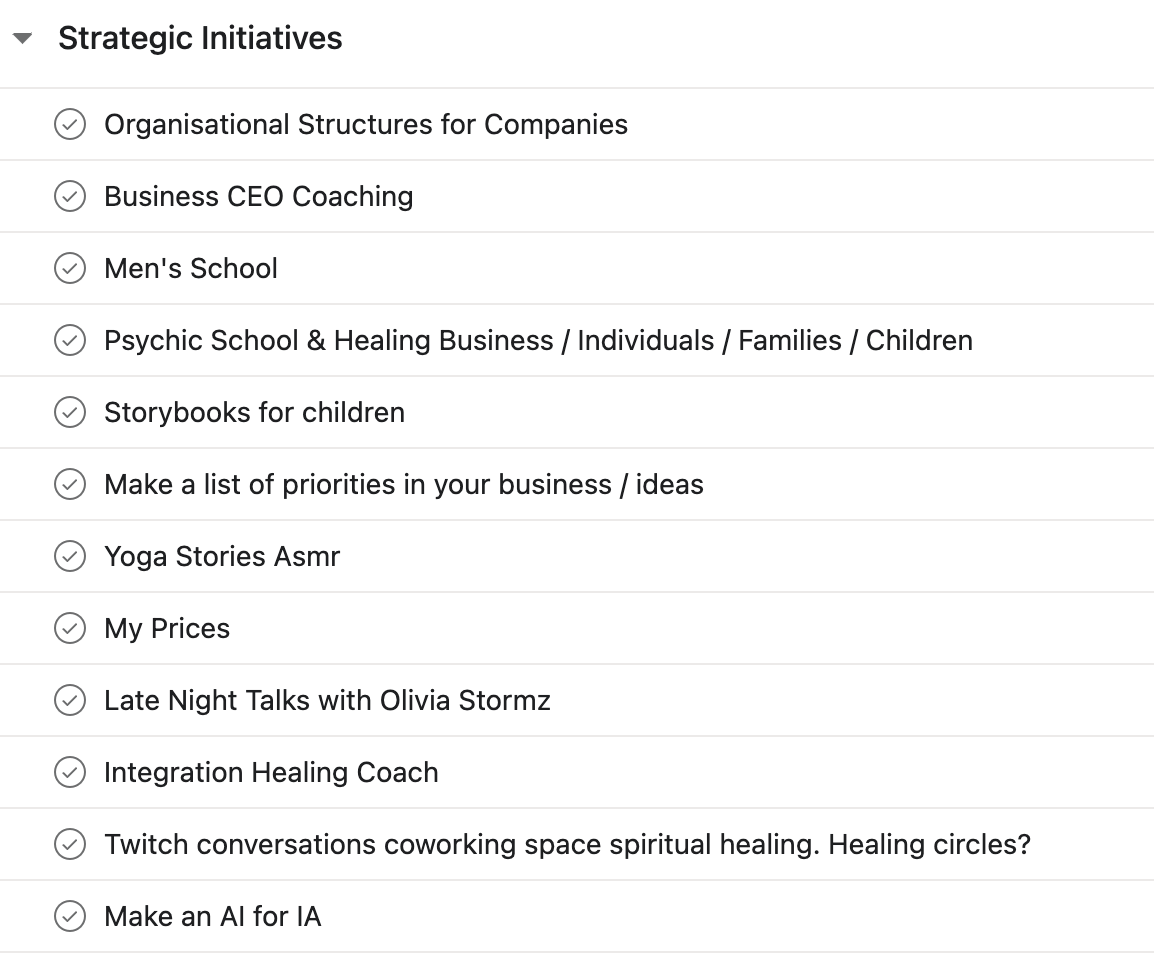 Strategic Initiatives
Organisational Structures for Companies
Business CEO Coaching
Men's School
Psychic School & Healing Business / Individuals / Families / Children
Storybooks for children
Make a list of priorities in your business / ideas
Yoga Stories Asmr
My Prices
Late Night Talks with Olivia Stormz
Integration Healing Coach
Twitch conversations coworking space spiritual healing. Healing circles?
Make an AI for IA